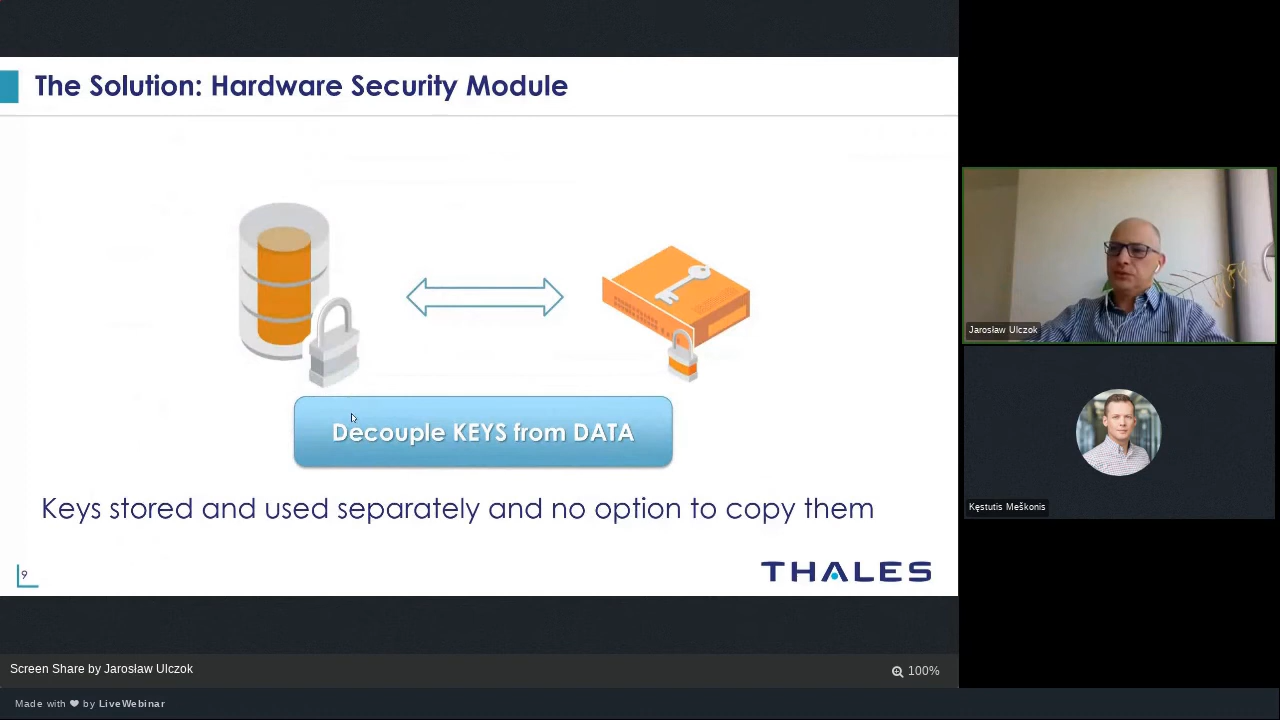 The Solution: Hardware Security Module
Decouple KEYS from DATA
Keys stored and used separately and no option to copy them
9
THALES
Jarosław Ulczok
Kęstutis Meškonis
Screen Share by Jarosław Ulczok
100%
Made with ❤ by LiveWebinar